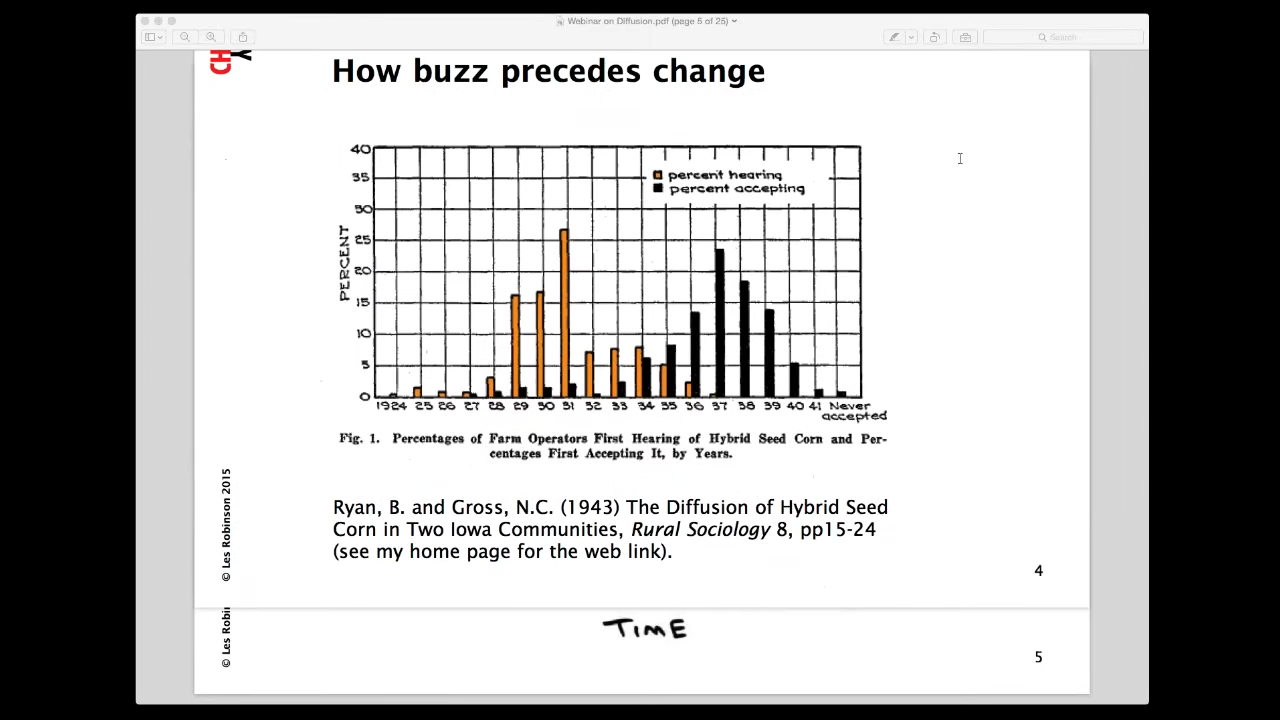 Webinar on Diffusion.pdf (page 5 of 25)
Search
How buzz precedes change
40
35
30
25
20
15
10
5
0
PERCENT
percent hearing
percent accepting
1924 25 26 27 28 29 30 31 32 33 34 35 36 37 38 39 40 41 Never
accepted
Fig. 1. Percentages of Farm Operators First Hearing of Hybrid Seed Corn and Per-
centages First Accepting It, by Years.
Ryan, B. and Gross, N.C. (1943) The Diffusion of Hybrid Seed
Corn in Two Iowa Communities, Rural Sociology 8, pp15-24
(see my home page for the web link).
© Les Robinson 2015
4
TIME
© Les Robin
5